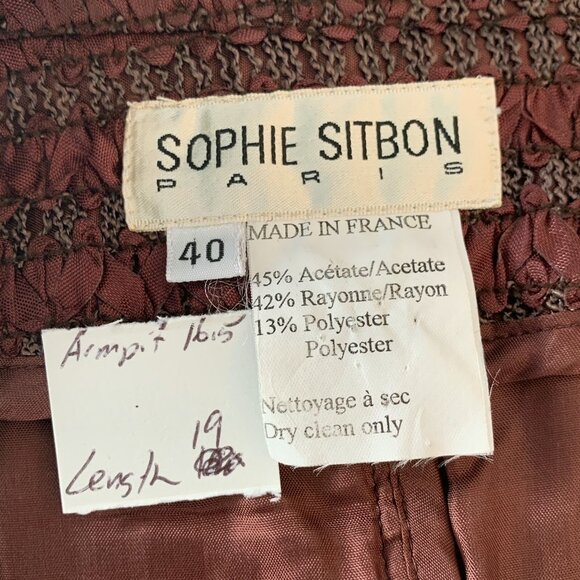 SOPHIE SITBON
PARIS
40
MADE IN FRANCE
45% Acétate/Acetate
42% Rayonne/Rayon
13% Polyester
Polyester
Nettoyage à sec
Dry clean only
Armpit 16.5
Length 19